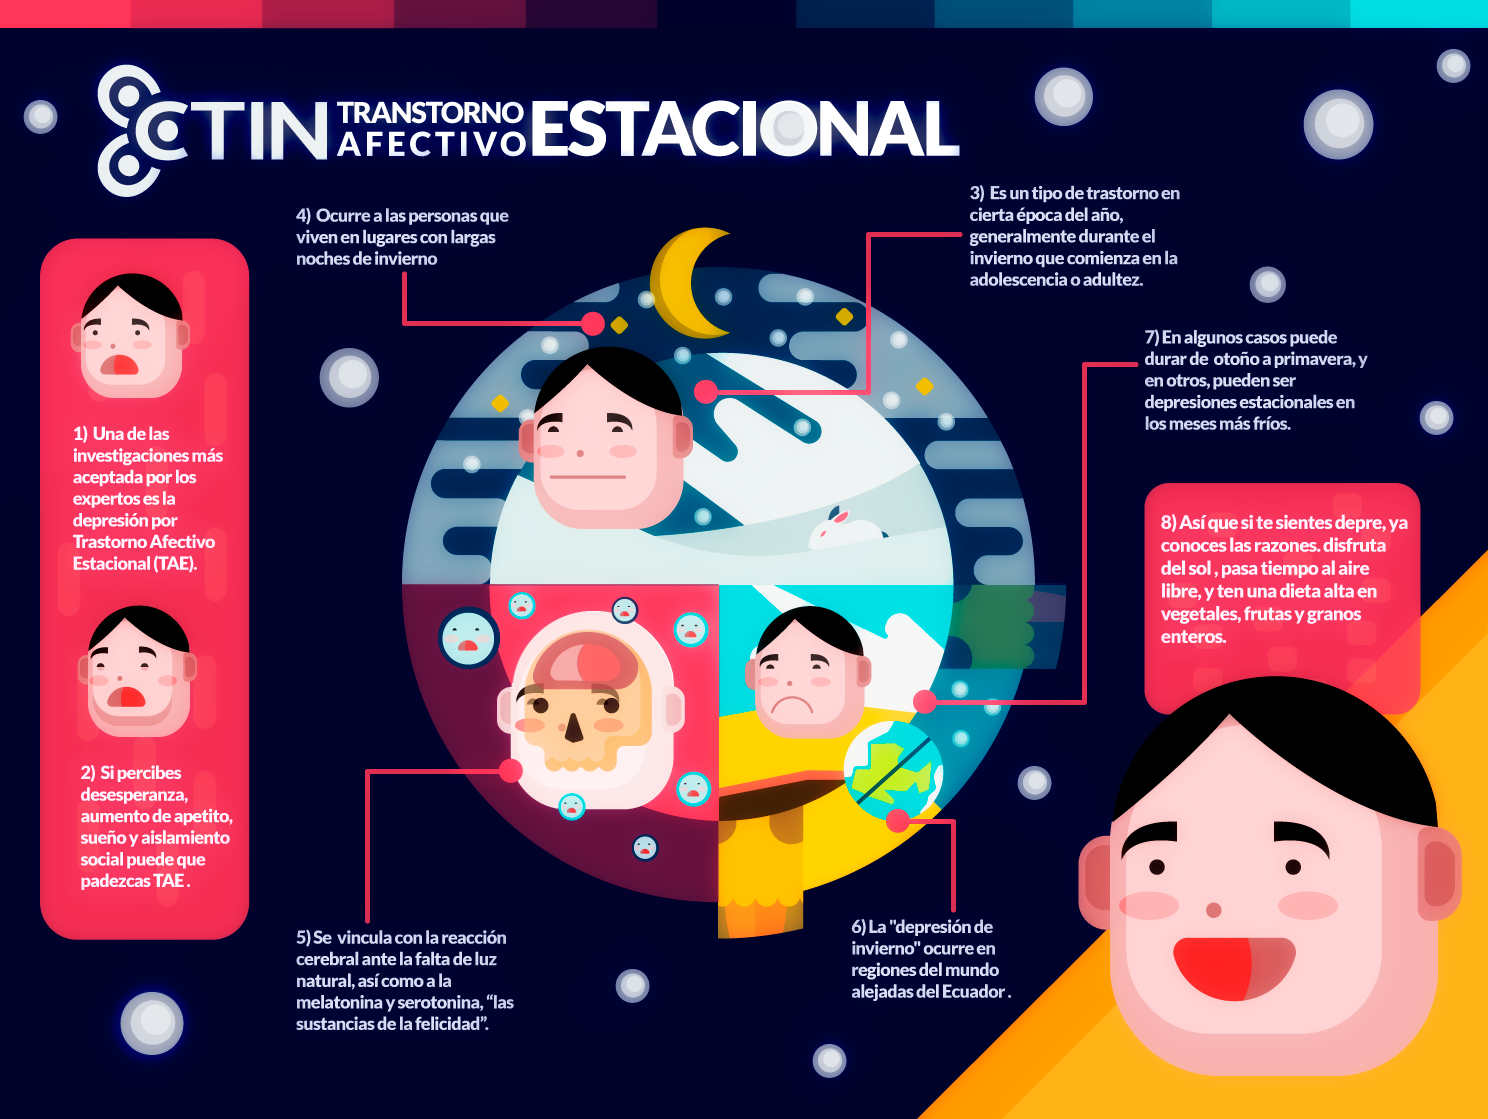 CTIN TRANSTORNO AFECTIVO ESTACIONAL
1) Una de las
investigaciones más
aceptada por los
expertos es la
depresión por
Trastorno Afectivo
Estacional (TAE).
2) Si percibes
desesperanza,
aumento de apetito,
sueño y aislamiento
social puede que
padezcas TAE .
3) Es un tipo de trastorno en
cierta época del año,
generalmente durante el
invierno que comienza en la
adolescencia o adultez.
4) Ocurre a las personas que
viven en lugares con largas
noches de invierno
5) Se vincula con la reacción
cerebral ante la falta de luz
natural, así como a la
melatonina y serotonina, “las
sustancias de la felicidad”.
6) La "depresión de
invierno" ocurre en
regiones del mundo
alejadas del Ecuador .
7) En algunos casos puede
durar de otoño a primavera, y
en otros, pueden ser
depresiones estacionales en
los meses más fríos.
8) Así que si te sientes depre, ya
conoces las razones. disfruta
del sol , pasa tiempo al aire
libre, y ten una dieta alta en
vegetales, frutas y granos
enteros.